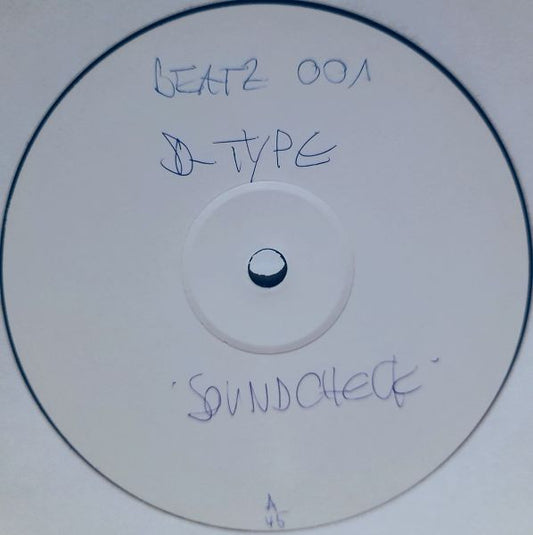 BEATZ 001
D-TYPE
"SOUNDCHECK"
A
45